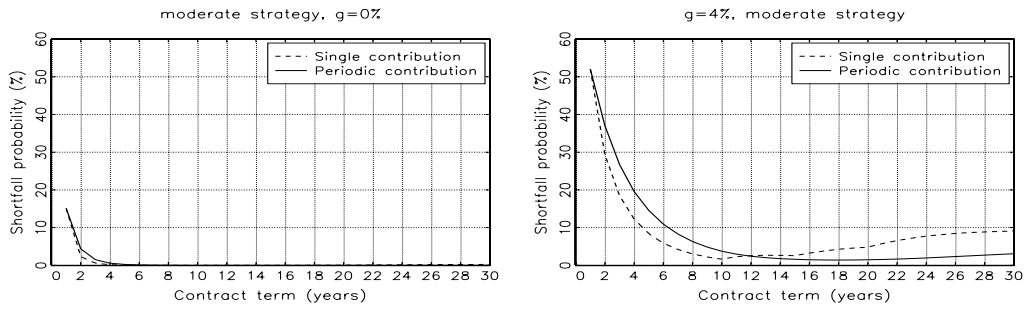 moderate strategy, g=0%
Shortfall probability (%)
60
50
40
30
20
10
0
Single contribution
Periodic contribution
0 2 4 6 8 10 12 14 16 18 20 22 24 26 28 30
Contract term (years)
g=4%, moderate strategy
Shortfall probability (%)
60
50
40
30
20
10
0
Single contribution
Periodic contribution
0 2 4 6 8 10 12 14 16 18 20 22 24 26 28 30
Contract term (years)